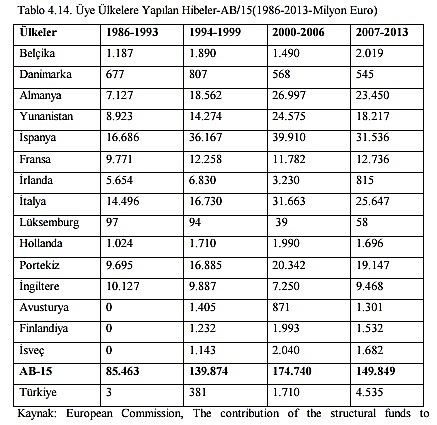 Tablo 4.14. Üye Ülkelere Yapılan Hibeler-AB/15(1986-2013-Milyon Euro)
Ülkeler 1986-1993 1994-1999 2000-2006 2007-2013
Belçika 1.187 1.890 1.490 2.019
Danimarka 677 807 568 545
Almanya 7.127 18.562 26.997 23.450
Yunanistan 8.923 14.274 24.575 18.217
İspanya 16.686 36.167 39.910 31.536
Fransa 9.771 12.258 11.782 12.736
İrlanda 5.654 6.830 3.230 815
İtalya 14.496 16.730 31.663 25.647
Lüksemburg 97 94 39 58
Hollanda 1.024 1.710 1.990 1.696
Portekiz 9.695 16.885 20.342 19.147
İngiltere 10.127 9.887 7.250 9.468
Avusturya 0 1.405 871 1.301
Finlandiya 0 1.232 1.993 1.532
İsveç 0 1.143 2.040 1.682
AB-15 85.463 139.874 174.740 149.849
Türkiye 3 381 1.710 4.535
Kaynak: European Commission, The contribution of the structural funds to